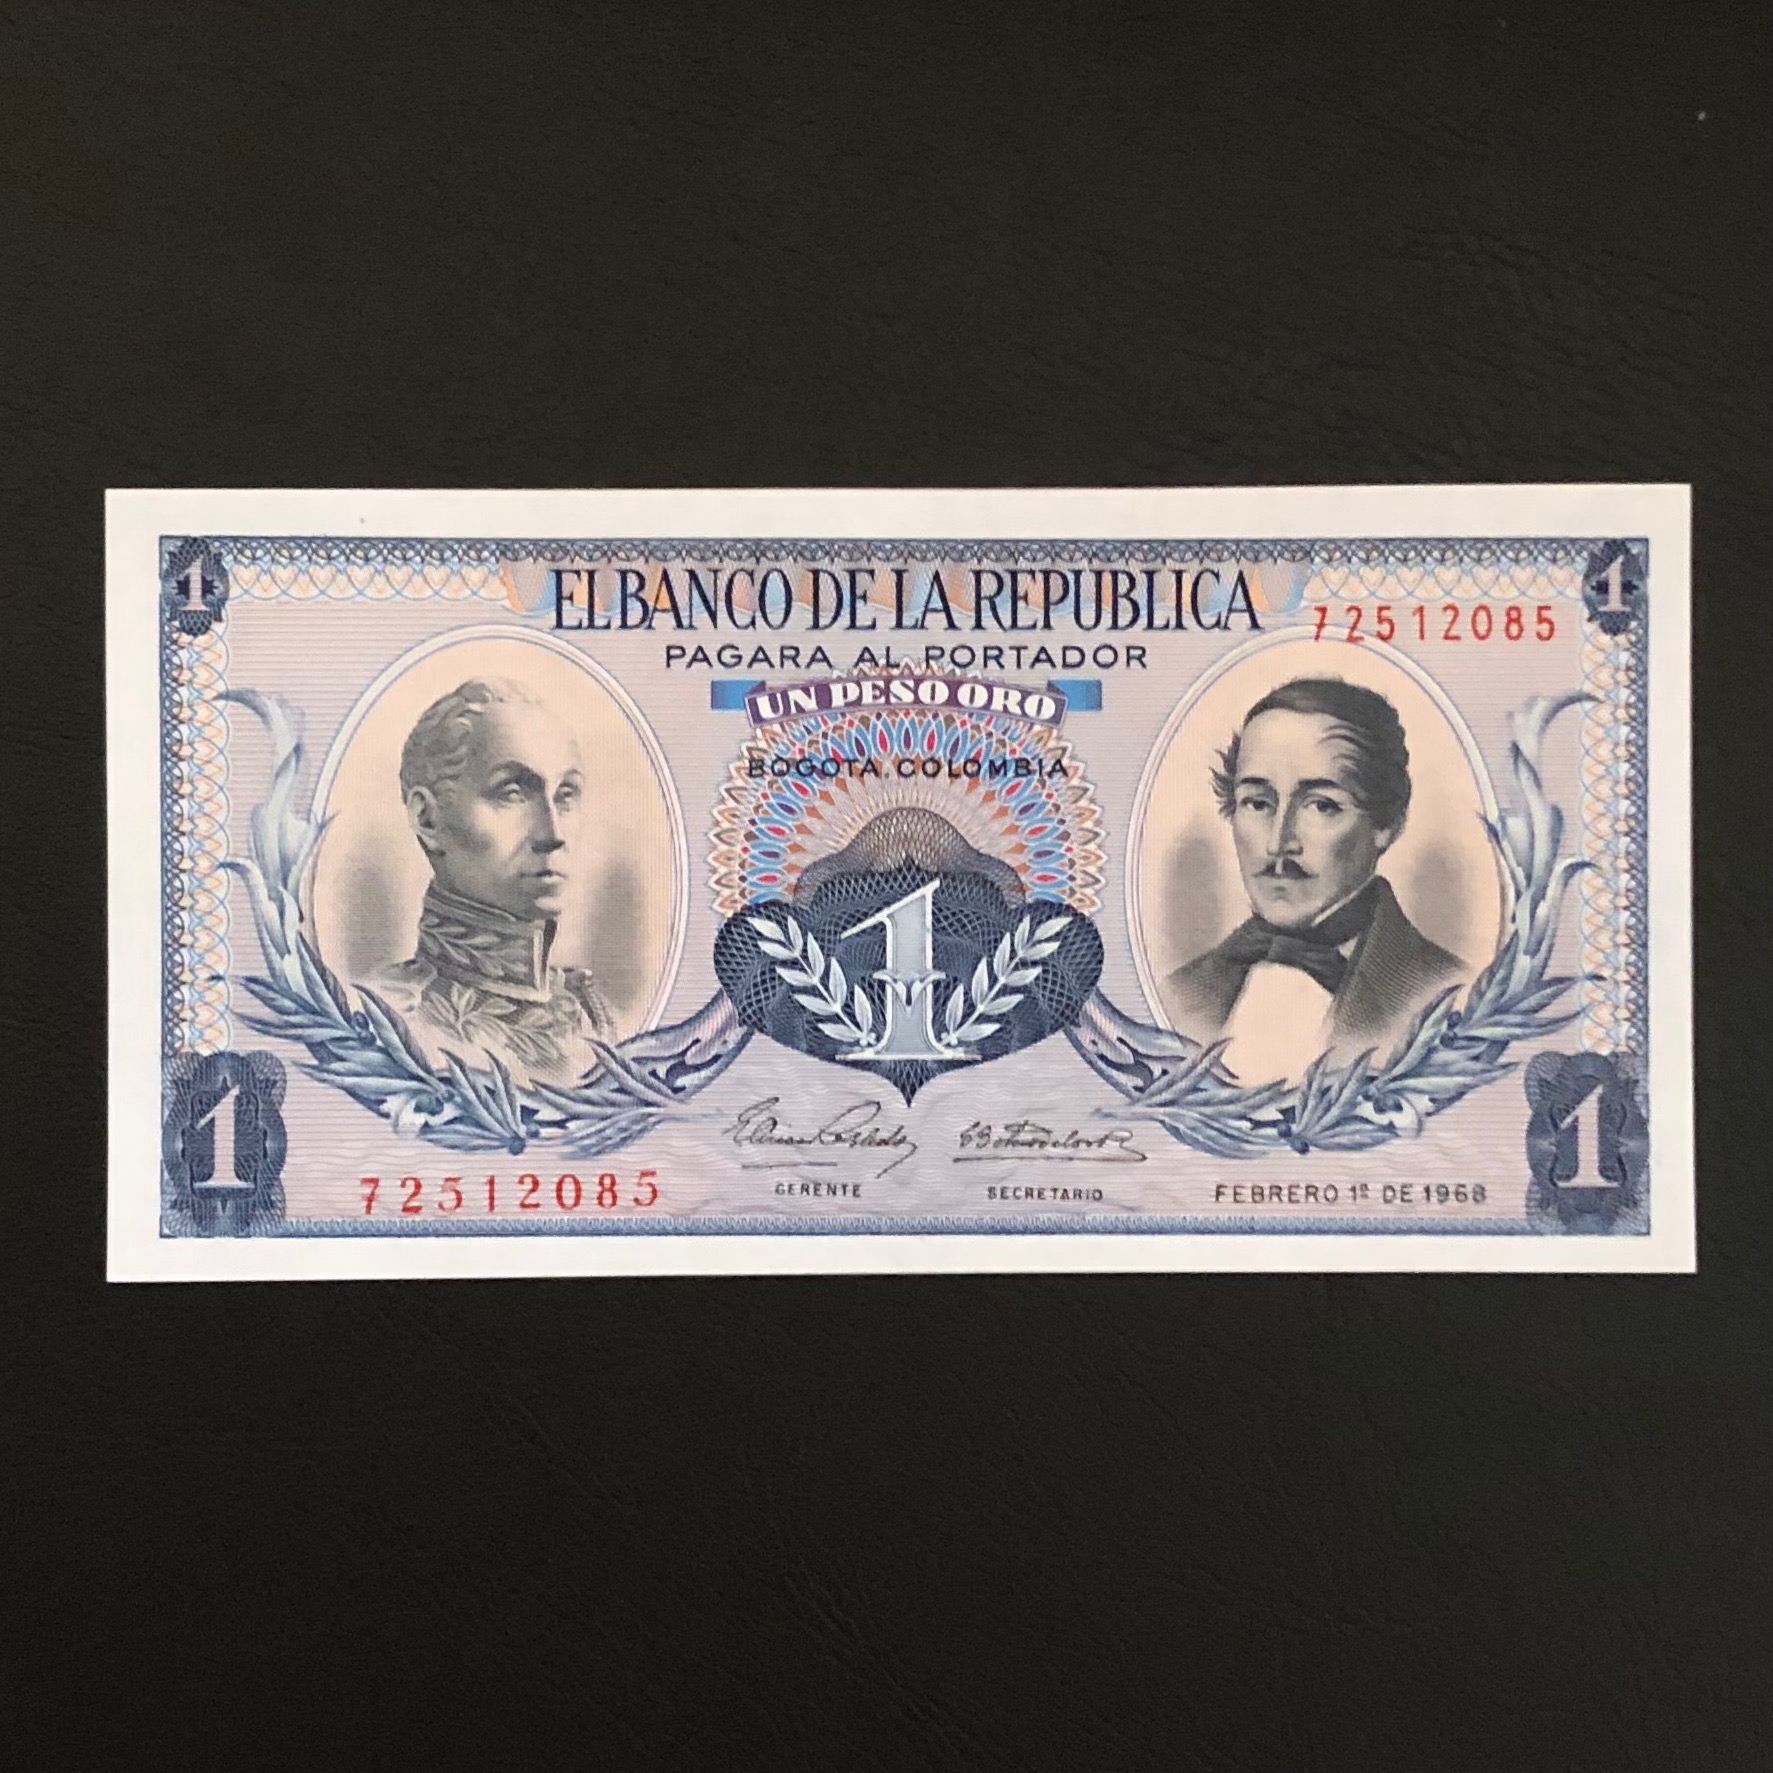 1
1
EL BANCO DE LA REPUBLICA
72512085
PAGARA AL PORTADOR
UN PESO ORO
BOGOTA, COLOMBIA
1
1
1
72512085
GERENTE
SECRETARIO
FEBRERO 1º DE 1968